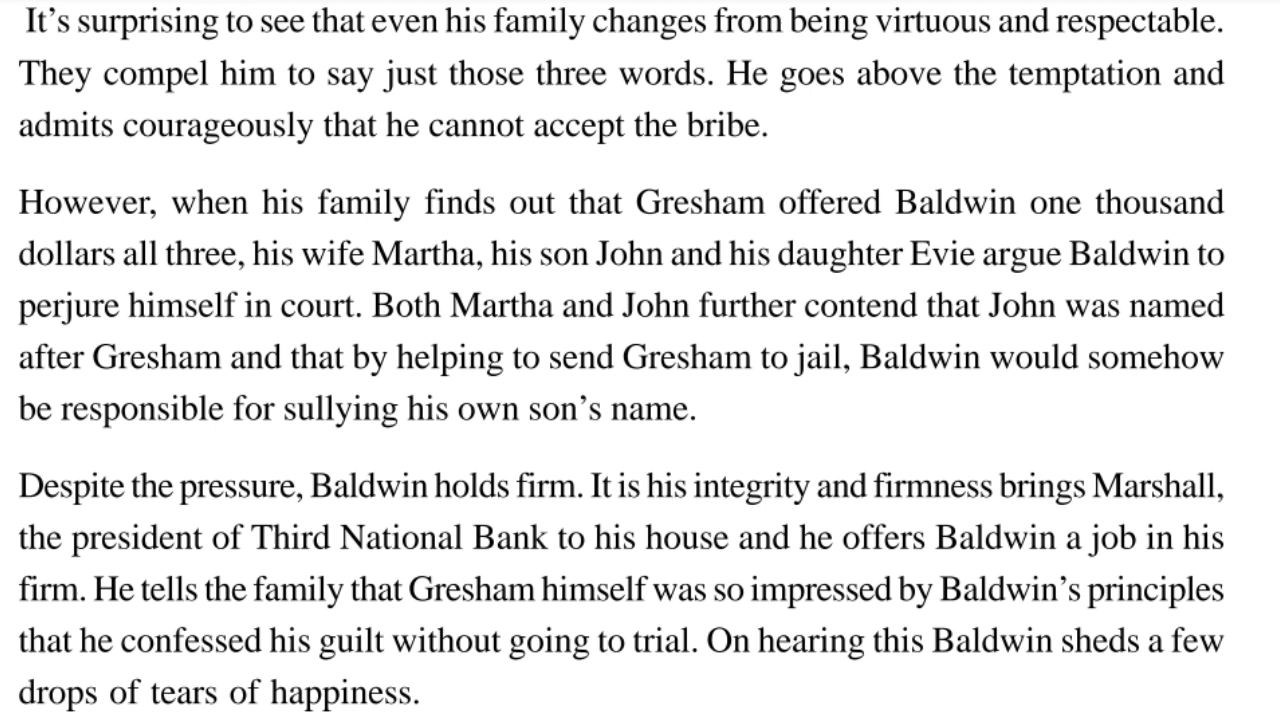 It’s surprising to see that even his family changes from being virtuous and respectable.
They compel him to say just those three words. He goes above the temptation and
admits courageously that he cannot accept the bribe.
However, when his family finds out that Gresham offered Baldwin one thousand
dollars all three, his wife Martha, his son John and his daughter Evie argue Baldwin to
perjure himself in court. Both Martha and John further contend that John was named
after Gresham and that by helping to send Gresham to jail, Baldwin would somehow
be responsible for sullying his own son’s name.
Despite the pressure, Baldwin holds firm. It is his integrity and firmness brings Marshall,
the president of Third National Bank to his house and he offers Baldwin a job in his
firm. He tells the family that Gresham himself was so impressed by Baldwin’s principles
that he confessed his guilt without going to trial. On hearing this Baldwin sheds a few
drops of tears of happiness.